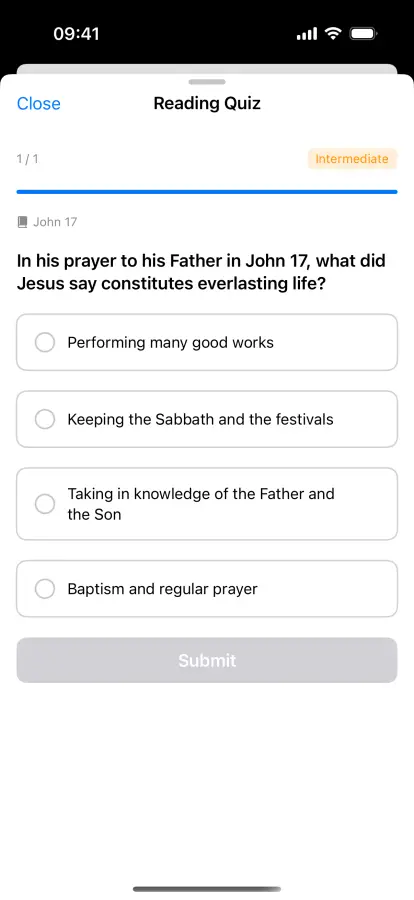 09:41
Close
Reading Quiz
1 / 1
Intermediate
John 17
In his prayer to his Father in John 17, what did
Jesus say constitutes everlasting life?
Performing many good works
Keeping the Sabbath and the festivals
Taking in knowledge of the Father and
the Son
Baptism and regular prayer
Submit